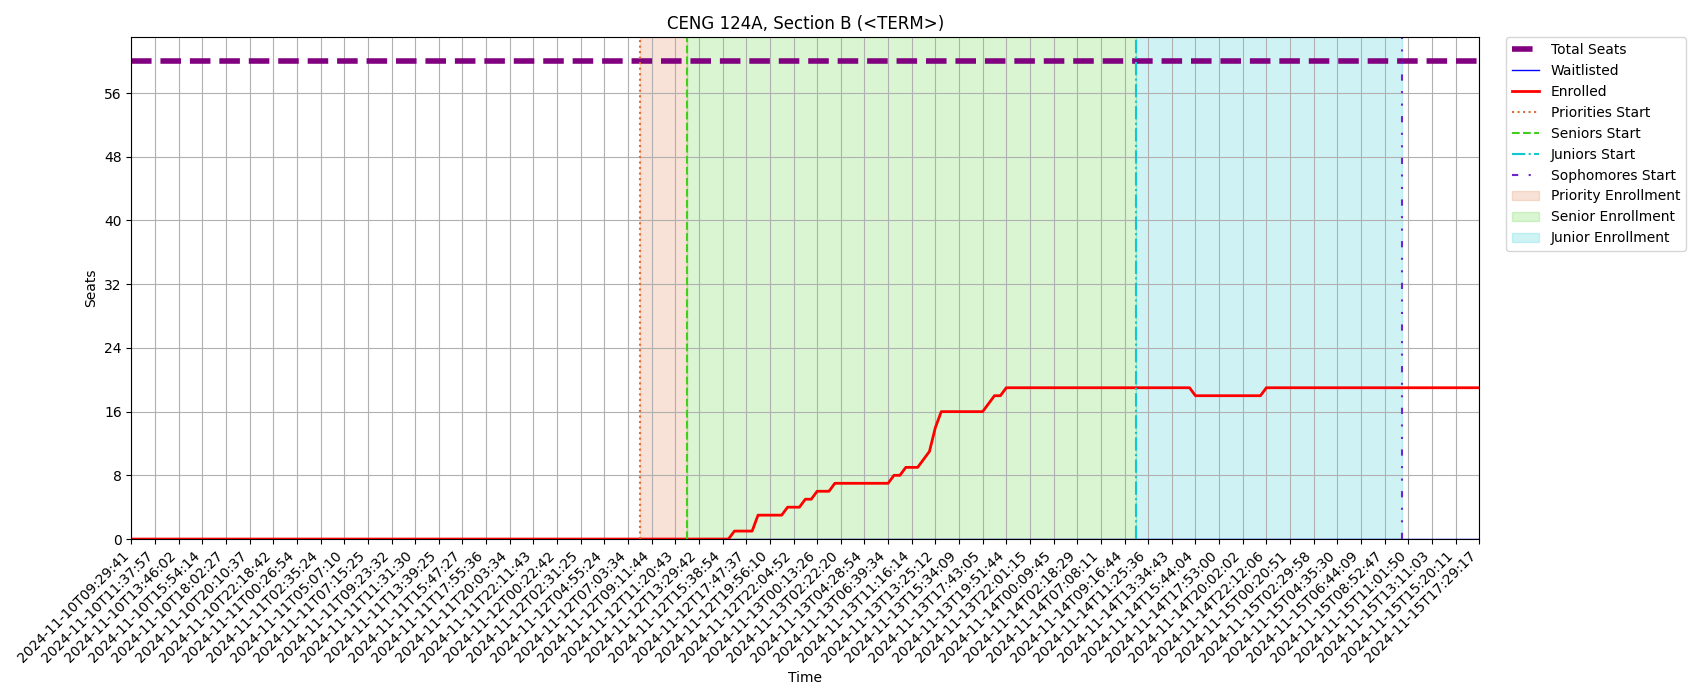 CENG 124A, Section B (<TERM>)
Total Seats
Waitlisted
Enrolled
Priorities Start
Seniors Start
Juniors Start
Sophomores Start
Priority Enrollment
Senior Enrollment
Junior Enrollment
Seats
56
48
40
32
24
16
8
0
2024-11-10T09:29:41
2024-11-10T11:37:57
2024-11-10T13:46:02
2024-11-10T15:54:14
2024-11-10T18:02:27
2024-11-10T20:10:37
2024-11-10T22:18:42
2024-11-11T00:26:54
2024-11-11T02:35:24
2024-11-11T05:07:10
2024-11-11T07:15:25
2024-11-11T09:23:32
2024-11-11T11:31:30
2024-11-11T13:39:25
2024-11-11T15:47:27
2024-11-11T17:55:36
2024-11-11T20:03:34
2024-11-11T22:11:43
2024-11-12T00:22:42
2024-11-12T02:31:25
2024-11-12T04:55:24
2024-11-12T07:03:34
2024-11-12T09:11:44
2024-11-12T11:20:43
2024-11-12T13:29:42
2024-11-12T15:38:54
2024-11-12T17:47:37
2024-11-12T19:56:10
2024-11-12T22:04:52
2024-11-13T00:13:26
2024-11-13T02:22:20
2024-11-13T04:28:54
2024-11-13T06:39:34
2024-11-13T11:16:14
2024-11-13T13:25:12
2024-11-13T15:34:09
2024-11-13T17:43:05
2024-11-13T19:51:44
2024-11-13T22:01:15
2024-11-14T00:09:45
2024-11-14T02:18:29
2024-11-14T07:08:11
2024-11-14T09:16:44
2024-11-14T11:25:36
2024-11-14T13:34:43
2024-11-14T15:44:04
2024-11-14T17:53:00
2024-11-14T20:02:02
2024-11-14T22:12:06
2024-11-15T00:20:51
2024-11-15T02:29:58
2024-11-15T04:35:30
2024-11-15T06:44:09
2024-11-15T08:52:47
2024-11-15T11:01:50
2024-11-15T13:11:03
2024-11-15T15:20:11
2024-11-15T17:29:17
Time